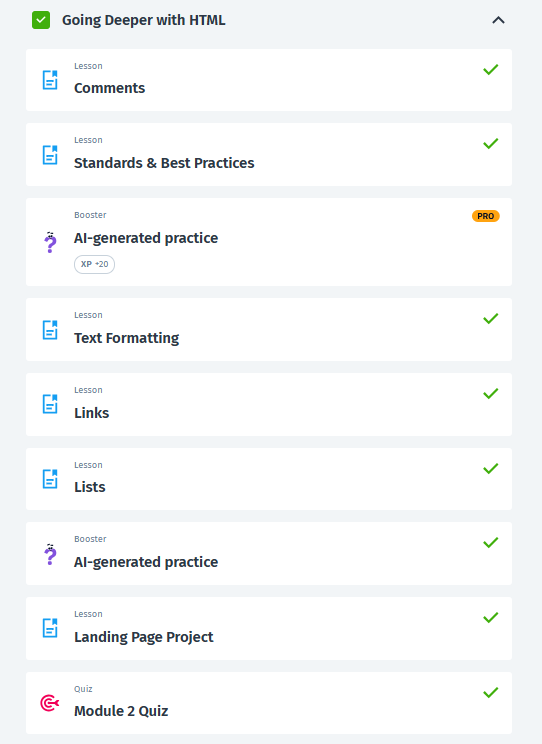 Going Deeper with HTML
Lesson
Comments
Lesson
Standards & Best Practices
Booster
PRO
AI-generated practice
XP +20
Lesson
Text Formatting
Lesson
Links
Lesson
Lists
Booster
AI-generated practice
Lesson
Landing Page Project
Quiz
Module 2 Quiz